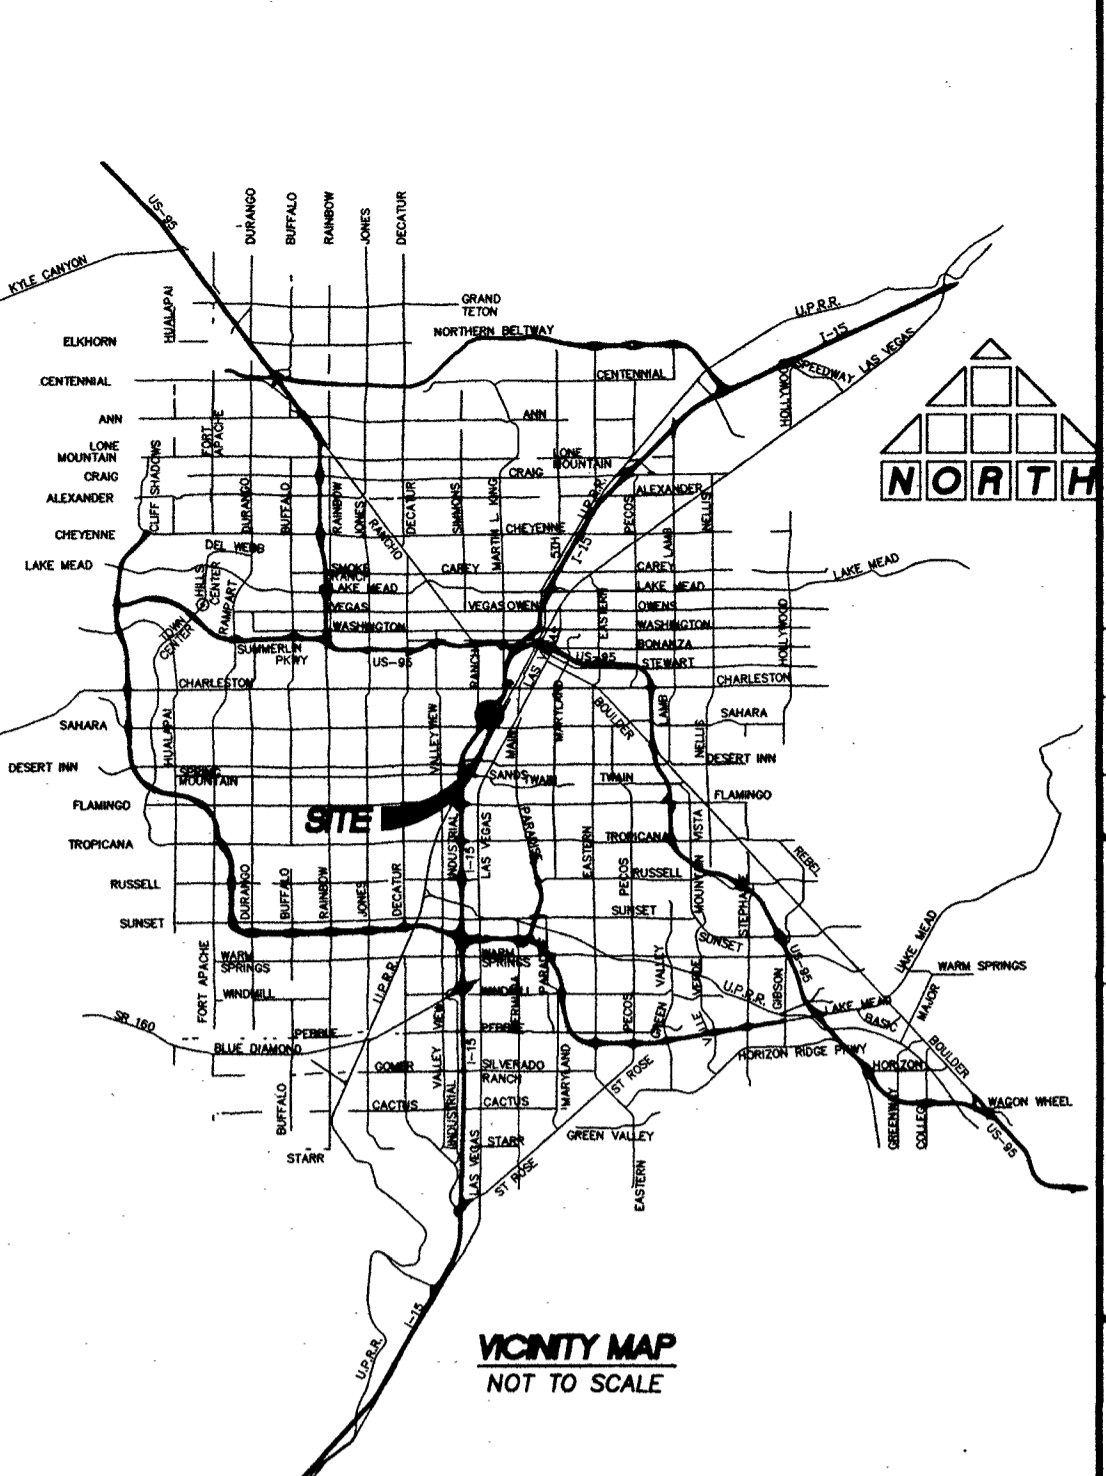 US-95
DURANGO
BUFFALO
RAINBOW
JONES
DECATUR
KYLE CANYON
HUALAPAI
GRAND
TETON
U.P.R.R.
I-15
NORTHERN BELTWAY
LAS VEGAS
ELKHORN
SPEEDWAY
HOLLYWOOD
CENTENNIAL
CENTENNIAL
ANN
ANN
FORT
APACHE
LONE
MOUNTAIN
LONE
MOUNTAIN
CLIFF SHADOWS
CRAIG
CRAIG
NORTH
ALEXANDER
ALEXANDER
DURANGO
BUFFALO
RAINBOW
JONES
DECATUR
SIMMONS
MARTIN L. KING
U.P.R.R.
PECOS
NELLIS
RANCHO
CHEYENNE
CHEYENNE
5TH
I-15
LAMB
DEL WEBB
LAKE MEAD
HILLS
CENTER
SMOKE
RANCH
CAREY
CAREY
LAKE MEAD
LAKE MEAD
LAKE MEAD
RAMPART
VEGAS
VEGAS
OWENS
OWENS
EASTERN
HOLLYWOOD
TOWN
CENTER
WASHINGTON
WASHINGTON
BONANZA
SUMMERLIN
PKWY
US-95
LAS VEGAS
US-95
STEWART
RANCHO
CHARLESTON
CHARLESTON
SAHARA
HUALAPAI
VALLEY VIEW
MAIN
MARYLAND
BOULDER
LAMB
NELLIS
SAHARA
DESERT INN
DESERT INN
SPRING
MOUNTAIN
SANDS
TWAIN
TWAIN
FLAMINGO
FLAMINGO
SITE
TROPICANA
TROPICANA
INDUSTRIAL
I-15
LAS VEGAS
PARADISE
EASTERN
PECOS
MOUNTAIN VISTA
REBEL
RUSSELL
RUSSELL
STEPHANIE
DURANGO
BUFFALO
RAINBOW
JONES
DECATUR
SUNSET
SUNSET
SUNSET
FORT APACHE
WARM
SPRINGS
WARM
SPRINGS
PARADISE
GREEN VALLEY
VALLE VERDE
US-95
LAKE MEAD
WARM SPRINGS
U.P.R.R.
U.P.R.R.
GIBSON
WINDMILL
WINDMILL
BERMUDA
PECOS
MAJOR
LAKE MEAD
BASIC
SR 160
PEBBLE
PEBBLE
BLUE DIAMOND
VALLEY VIEW
I-15
HORIZON RIDGE PKWY
BOULDER
GOMER
SILVERADO
RANCH
MARYLAND
ST ROSE
HORIZON
BUFFALO
CACTUS
CACTUS
INDUSTRIAL
GREENWAY
COLLEGE
WAGON WHEEL
US-95
STARR
STARR
GREEN VALLEY
LAS VEGAS
ST ROSE
EASTERN
I-15
U.P.R.R.
VICINITY MAP
NOT TO SCALE